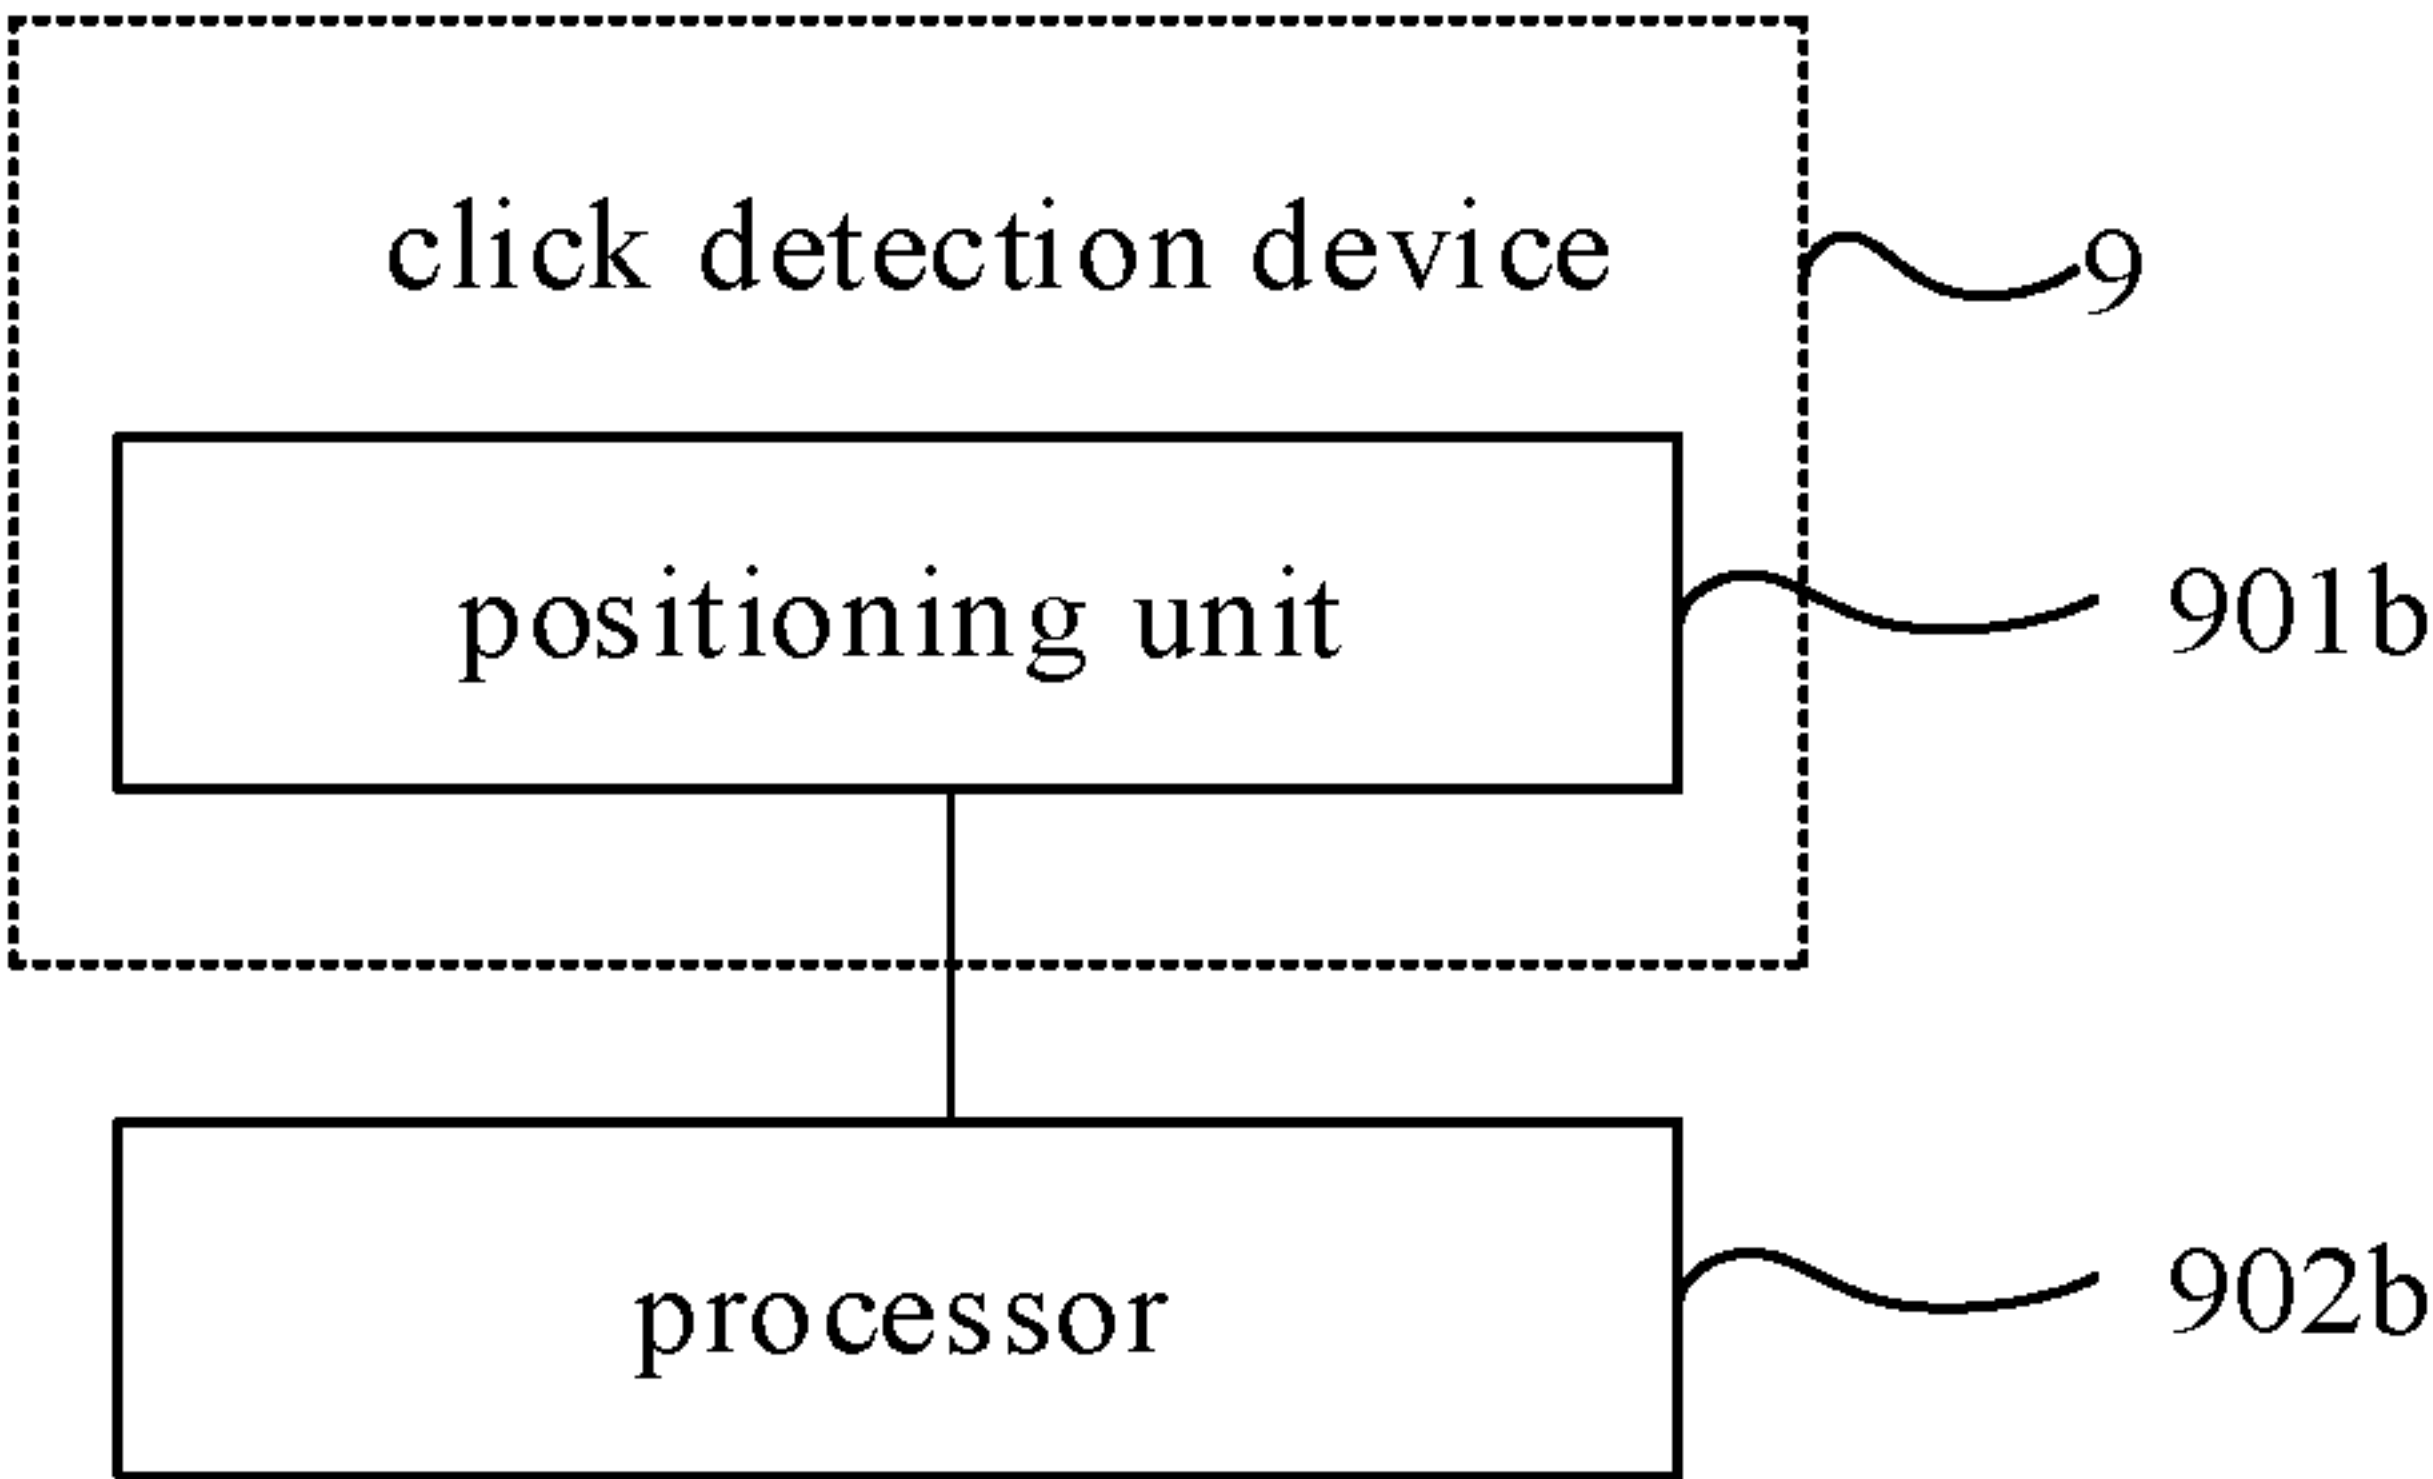 click detection device
9
positioning unit
901b
processor
902b